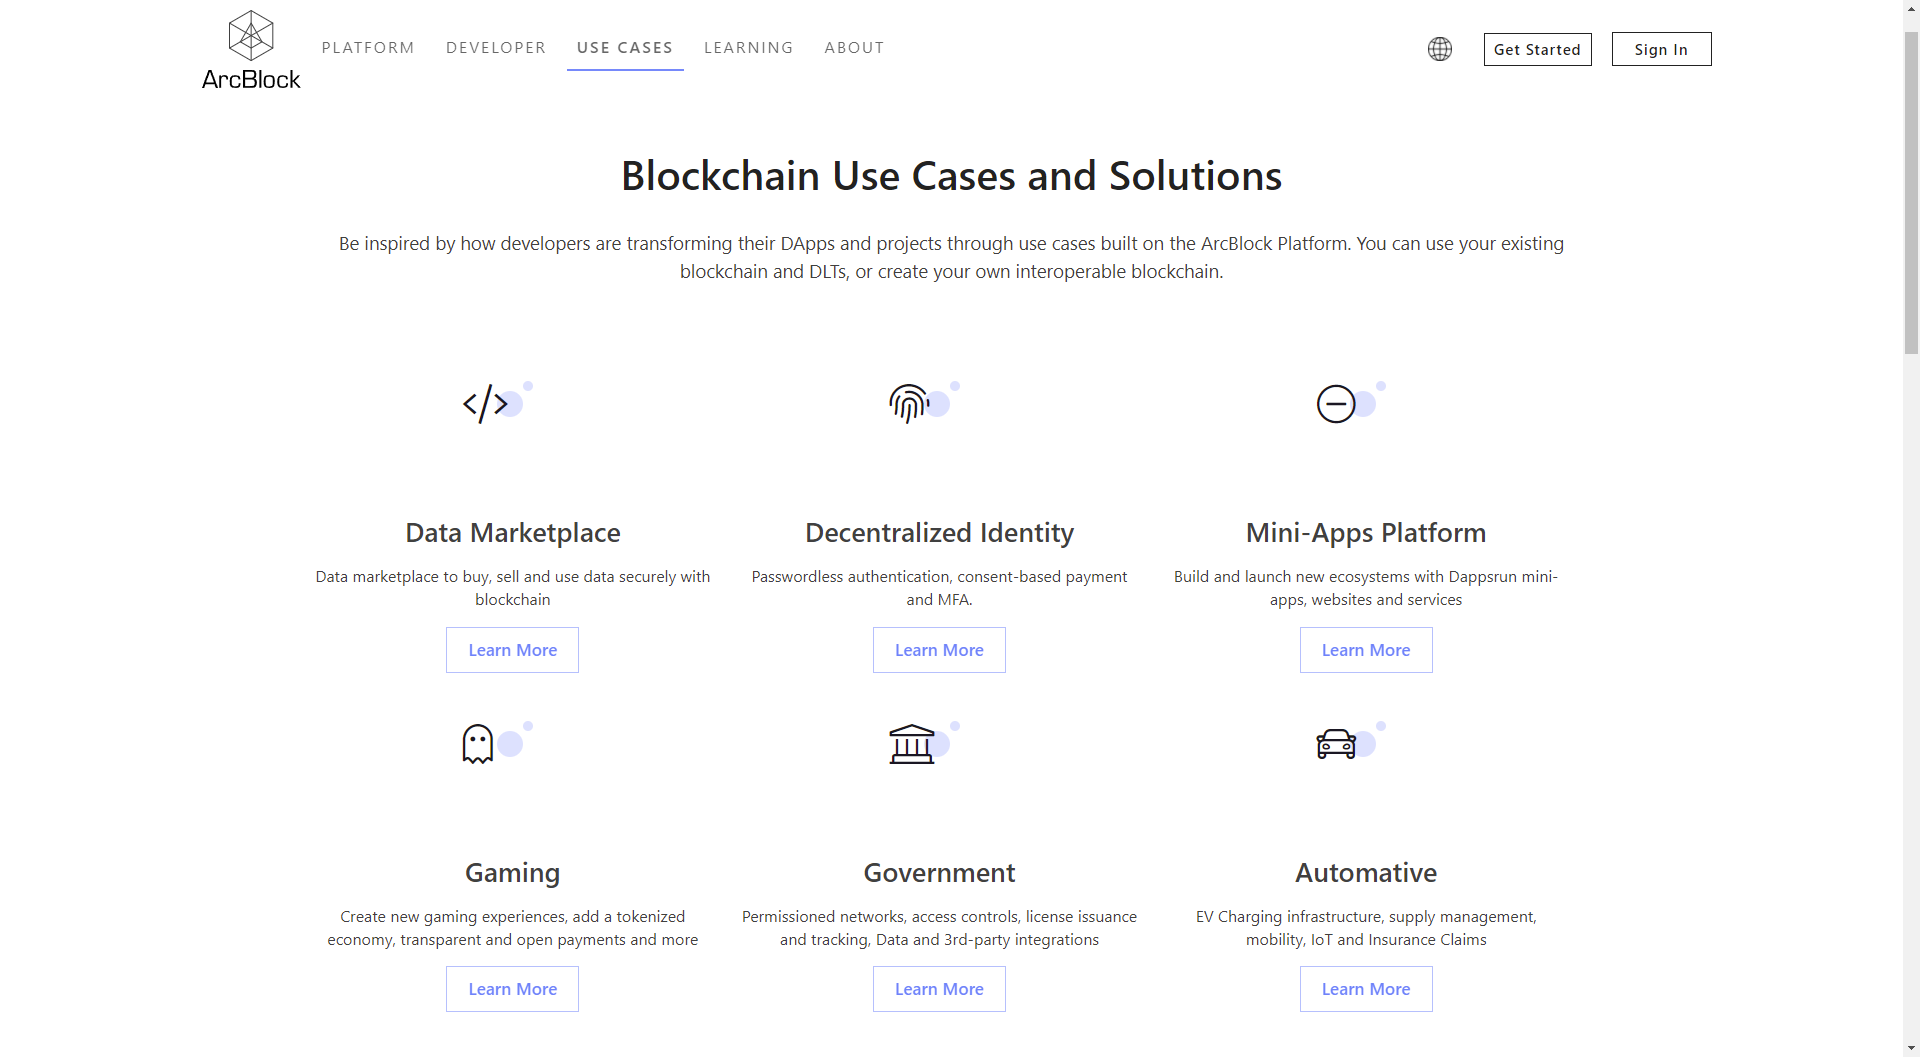 ArcBlock
PLATFORM
DEVELOPER
USE CASES
LEARNING
ABOUT
Get Started
Sign In
Blockchain Use Cases and Solutions
Be inspired by how developers are transforming their DApps and projects through use cases built on the ArcBlock Platform. You can use your existing
blockchain and DLTs, or create your own interoperable blockchain.
Data Marketplace
Data marketplace to buy, sell and use data securely with
blockchain
Learn More
Decentralized Identity
Passwordless authentication, consent-based payment
and MFA.
Learn More
Mini-Apps Platform
Build and launch new ecosystems with Dappsrun mini-
apps, websites and services
Learn More
Gaming
Create new gaming experiences, add a tokenized
economy, transparent and open payments and more
Learn More
Government
Permissioned networks, access controls, license issuance
and tracking, Data and 3rd-party integrations
Learn More
Automative
EV Charging infrastructure, supply management,
mobility, IoT and Insurance Claims
Learn More